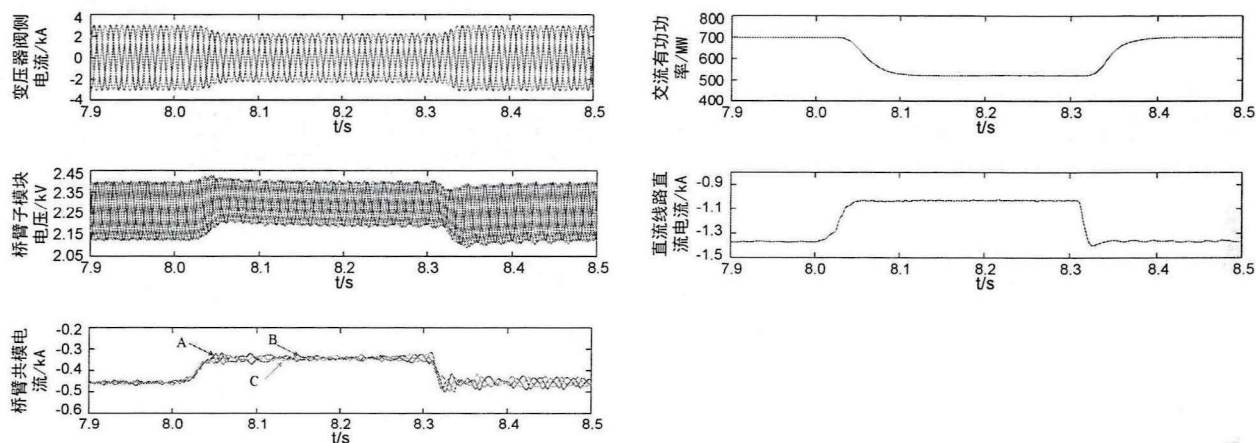 变压器阀侧
电流/kA
4
2
0
-2
-4
7.9 8.0 8.1 8.2 8.3 8.4 8.5
t/s
交流有功功
率/MW
800
700
600
500
400
7.9 8.0 8.1 8.2 8.3 8.4 8.5
t/s
桥臂子模块
电压/kV
2.45
2.35
2.25
2.15
2.05
7.9 8.0 8.1 8.2 8.3 8.4 8.5
t/s
直流线路直
流电流/kA
-0.9
-1.1
-1.3
-1.5
7.9 8.0 8.1 8.2 8.3 8.4 8.5
t/s
桥臂共模电
流/kA
-0.2
-0.3
-0.4
-0.5
-0.6
A
B
C
7.9 8.0 8.1 8.2 8.3 8.4 8.5
t/s